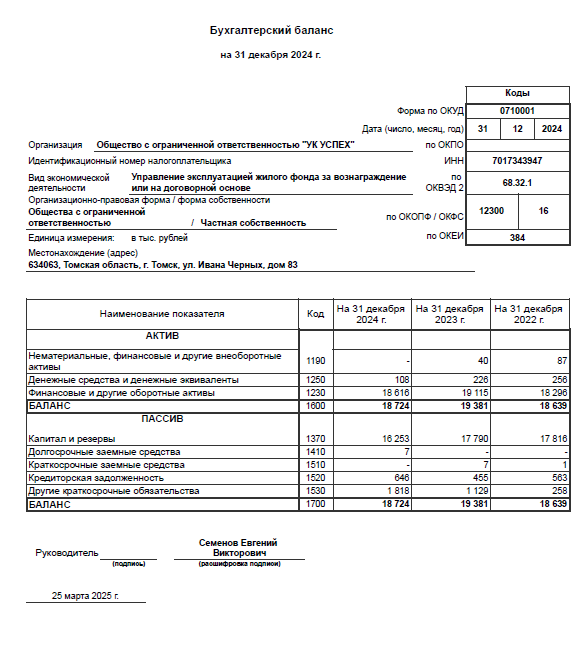 Бухгалтерский баланс
на 31 декабря 2024 г.
Коды
Форма по ОКУД 0710001
Дата (число, месяц, год) 31 12 2024
Организация Общество с ограниченной ответственностью "УК УСПЕХ" по ОКПО
Идентификационный номер налогоплательщика ИНН 7017343947
Вид экономической деятельности Управление эксплуатацией жилого фонда за вознаграждение или на договорной основе по ОКВЭД 2 68.32.1
Организационно-правовая форма / форма собственности
Общества с ограниченной ответственностью / Частная собственность по ОКОПФ / ОКФС 12300 16
Единица измерения: в тыс. рублей по ОКЕИ 384
Местонахождение (адрес)
634063, Томская область, г. Томск, ул. Ивана Черных, дом 83
Наименование показателя Код На 31 декабря 2024 г. На 31 декабря 2023 г. На 31 декабря 2022 г.
АКТИВ
Нематериальные, финансовые и другие внеоборотные активы 1190 - 40 87
Денежные средства и денежные эквиваленты 1250 108 226 256
Финансовые и другие оборотные активы 1230 18 616 19 115 18 296
БАЛАНС 1600 18 724 19 381 18 639
ПАССИВ
Капитал и резервы 1370 16 253 17 790 17 816
Долгосрочные заемные средства 1410 7 - -
Краткосрочные заемные средства 1510 - 7 1
Кредиторская задолженность 1520 646 455 563
Другие краткосрочные обязательства 1530 1 818 1 129 258
БАЛАНС 1700 18 724 19 381 18 639
Руководитель Семенов Евгений Викторович
(подпись) (расшифровка подписи)
25 марта 2025 г.